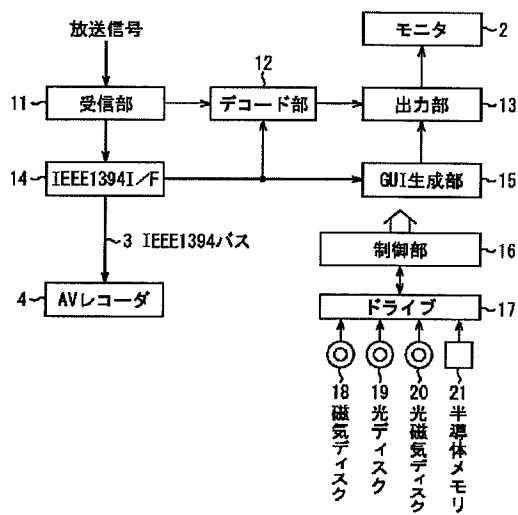 放送信号
モニタ 2
12
11 受信部
デコード部
出力部 13
14 IEEE1394I/F
GUI生成部 15
3 IEEE1394バス
制御部 16
4 AVレコーダ
ドライブ 17
18 磁気ディスク
19 光ディスク
20 光磁気ディスク
21 半導体メモリ